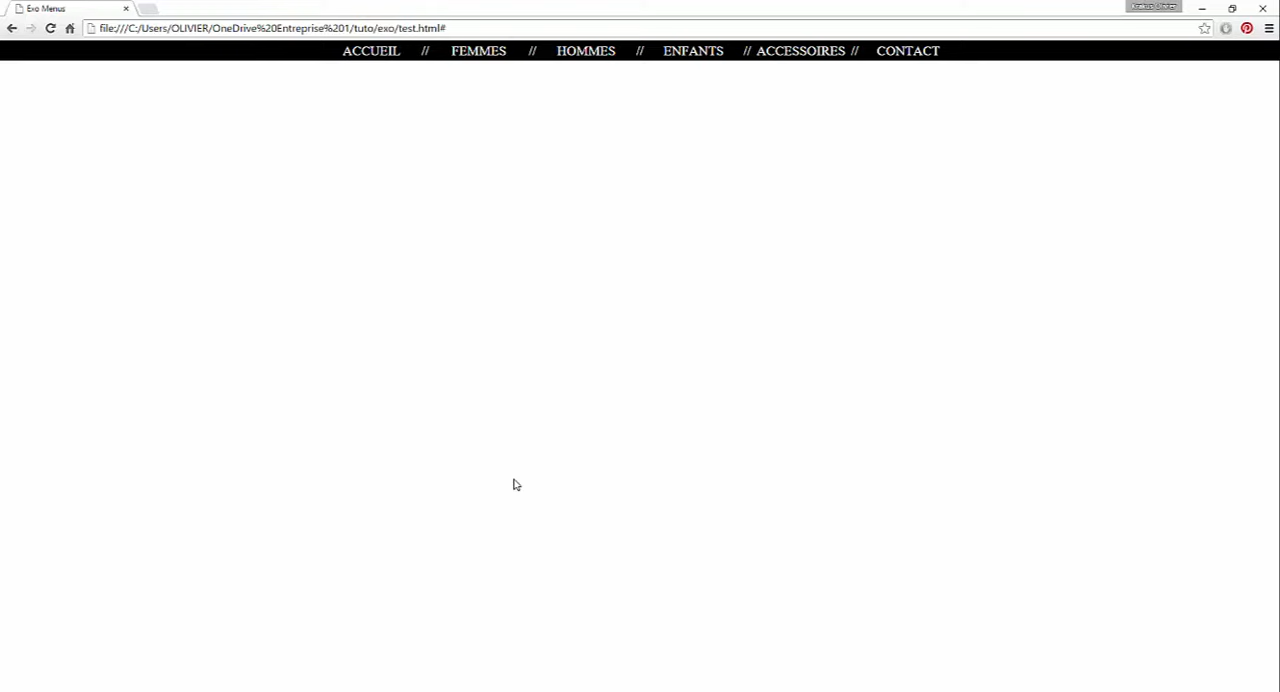 Exo Menus
file:///C:/Users/OLIVIER/OneDrive%20Entreprise%201/tuto/exo/test.html#
ACCUEIL // FEMMES // HOMMES // ENFANTS // ACCESSOIRES // CONTACT